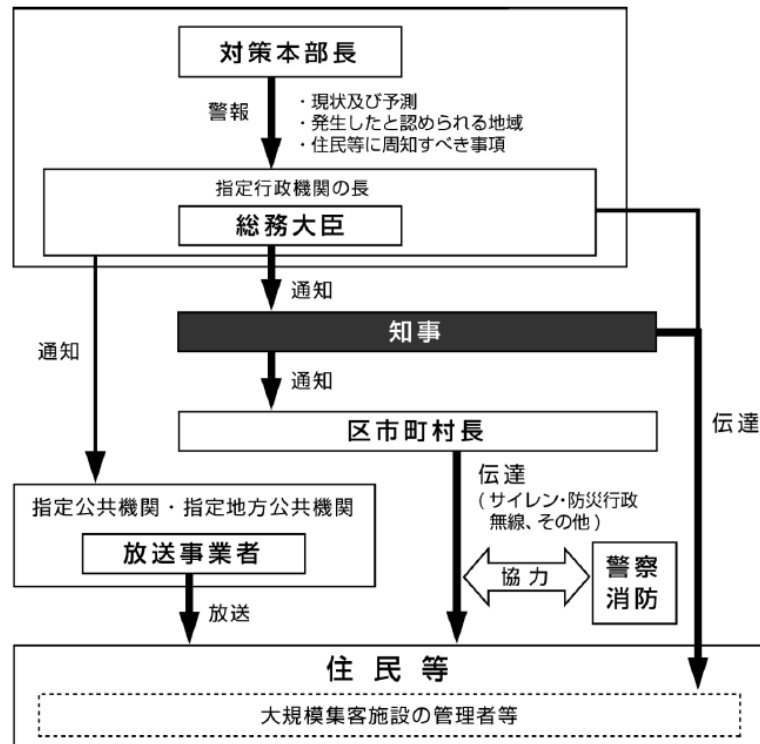 対策本部長
警報
・現状及び予測
・発生したと認められる地域
・住民等に周知すべき事項
指定行政機関の長
総務大臣
通知
知事
通知
通知
区市町村長
伝達
伝達
(サイレン・防災行政
無線、その他)
指定公共機関・指定地方公共機関
放送事業者
協力
警察
消防
放送
住民等
大規模集客施設の管理者等